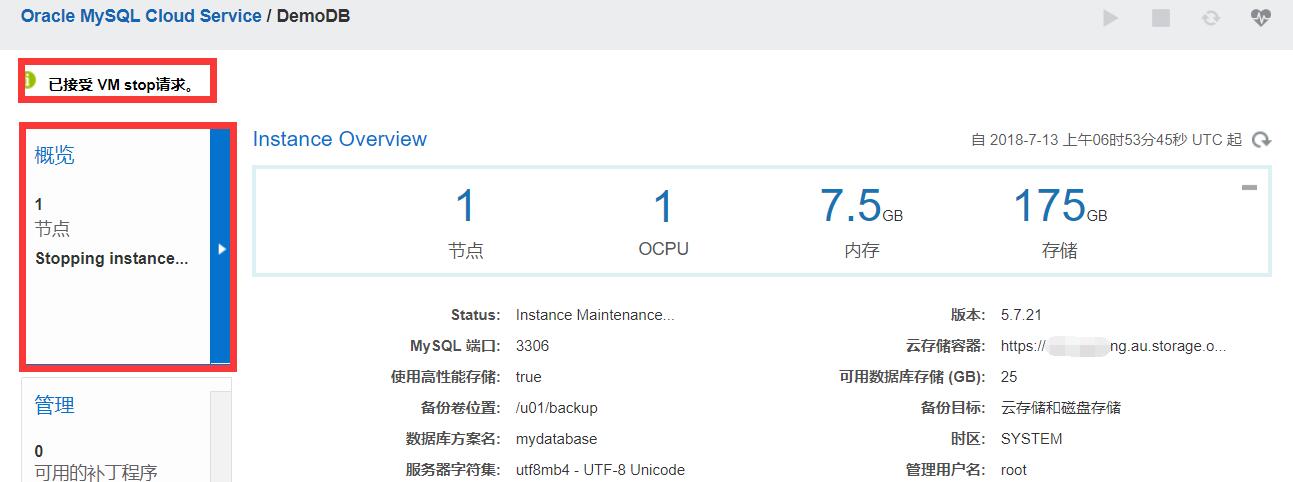 Oracle MySQL Cloud Service / DemoDB
已接受 VM stop请求。
概览
1
节点
Stopping instance...
管理
0
可用的补丁程序
Instance Overview
自 2018-7-13 上午06时53分45秒 UTC 起
1 1 7.5GB 175GB
节点 OCPU 内存 存储
Status: Instance Maintenance... 版本: 5.7.21
MySQL 端口: 3306 云存储容器: https:// ng.au.storage.o...
使用高性能存储: true 可用数据库存储 (GB): 25
备份卷位置: /u01/backup 备份目标: 云存储和磁盘存储
数据库方案名: mydatabase 时区: SYSTEM
服务器字符集: utf8mb4 - UTF-8 Unicode 管理用户名: root